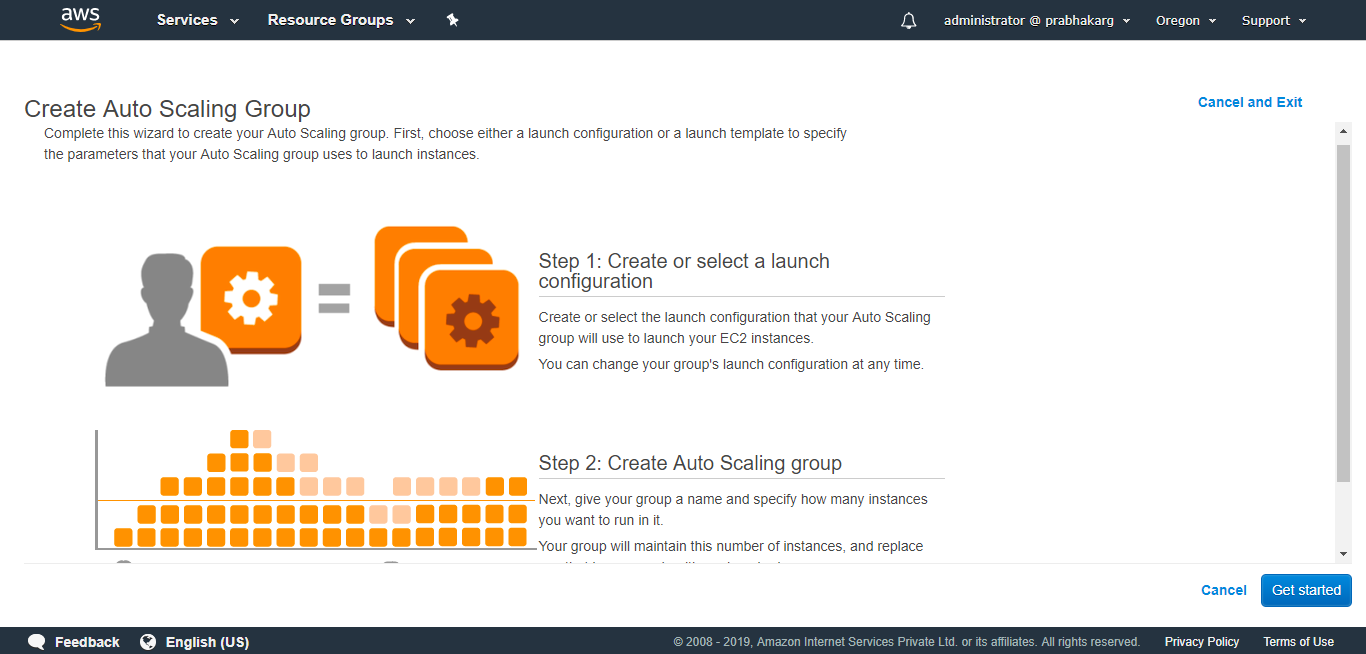 aws
Services
Resource Groups
administrator @ prabhakarg
Oregon
Support
Create Auto Scaling Group
Cancel and Exit
Complete this wizard to create your Auto Scaling group. First, choose either a launch configuration or a launch template to specify
the parameters that your Auto Scaling group uses to launch instances.
Step 1: Create or select a launch
configuration
Create or select the launch configuration that your Auto Scaling
group will use to launch your EC2 instances.
You can change your group's launch configuration at any time.
Step 2: Create Auto Scaling group
Next, give your group a name and specify how many instances
you want to run in it.
Your group will maintain this number of instances, and replace
Cancel
Get started
Feedback
English (US)
© 2008 - 2019, Amazon Internet Services Private Ltd. or its affiliates. All rights reserved.
Privacy Policy
Terms of Use